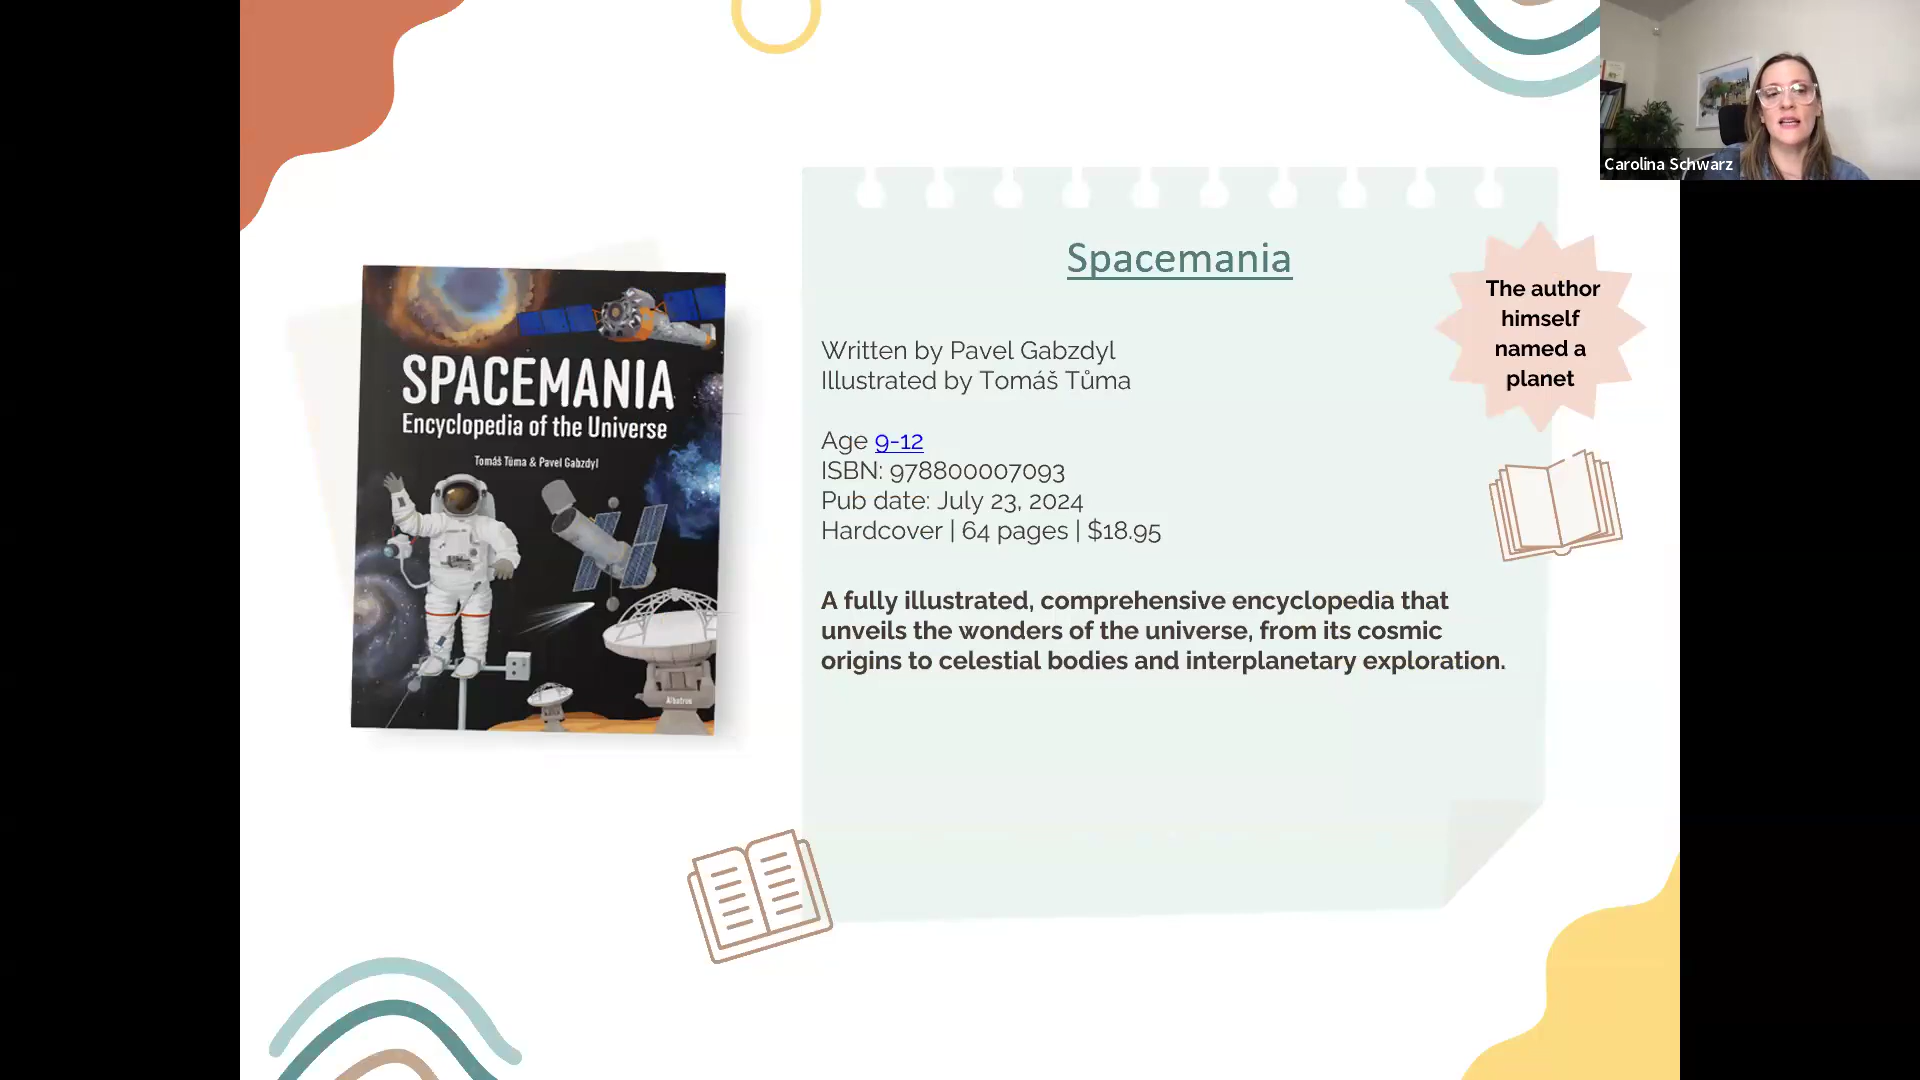 Carolina Schwarz
Spacemania
The author
himself
named a
planet
SPACEMANIA
Encyclopedia of the Universe
Tomáš Tůma & Pavel Gabzdyl
Albatros
Written by Pavel Gabzdyl
Illustrated by Tomáš Tůma
Age 9-12
ISBN: 978800007093
Pub date: July 23, 2024
Hardcover | 64 pages | $18.95
A fully illustrated, comprehensive encyclopedia that
unveils the wonders of the universe, from its cosmic
origins to celestial bodies and interplanetary exploration.